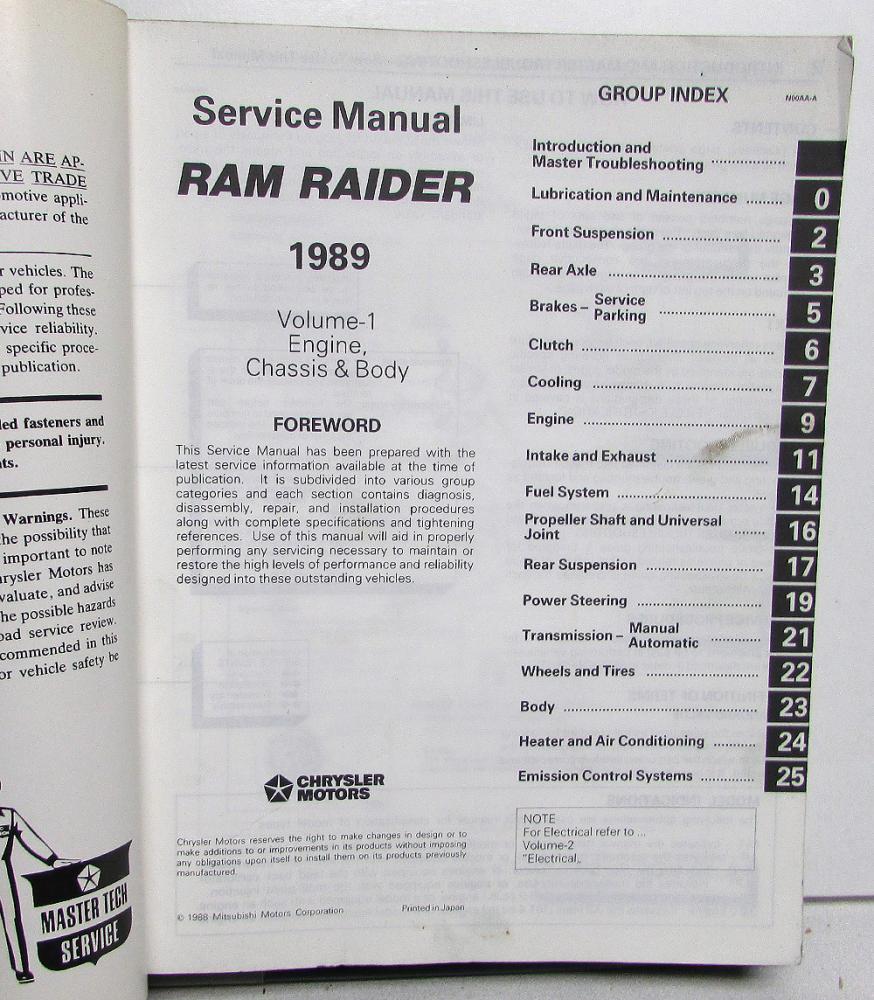 IN ARE AP-
VE TRADE
motive appli-
acturer of the
r vehicles. The
ped for profes-
Following these
vice reliability.
specific proce-
publication.
led fasteners and
personal injury.
ts.
Warnings. These
he possibility that
important to note
rysler Motors has
valuate, and advise
he possible hazards
oad service review.
commended in this
or vehicle safety be
MASTER TECH
SERVICE
Service Manual
RAM RAIDER
1989
Volume-1
Engine,
Chassis & Body
FOREWORD
This Service Manual has been prepared with the
latest service information available at the time of
publication. It is subdivided into various group
categories and each section contains diagnosis,
disassembly, repair, and installation procedures
along with complete specifications and tightening
references. Use of this manual will aid in properly
performing any servicing necessary to maintain or
restore the high levels of performance and reliability
designed into these outstanding vehicles.
CHRYSLER
MOTORS
Chrysler Motors reserves the right to make changes in design or to
make additions to or improvements in its products without imposing
any obligations upon itself to install them on its products previously
manufactured.
© 1988 Mitsubishi Motors Corporation Printed in Japan
GROUP INDEX
N00AA-A
Introduction and
Master Troubleshooting ................
Lubrication and Maintenance ........ 0
Front Suspension .......................... 2
Rear Axle .................................... 3
Brakes – Service
Parking ......................... 5
Clutch ......................................... 6
Cooling ....................................... 7
Engine ......................................... 9
Intake and Exhaust ....................... 11
Fuel System ................................. 14
Propeller Shaft and Universal
Joint ........ 16
Rear Suspension .......................... 17
Power Steering ............................ 19
Transmission – Manual
Automatic ........... 21
Wheels and Tires ......................... 22
Body ........................................... 23
Heater and Air Conditioning .......... 24
Emission Control Systems ............. 25
NOTE
For Electrical refer to ...
Volume-2
"Electrical„